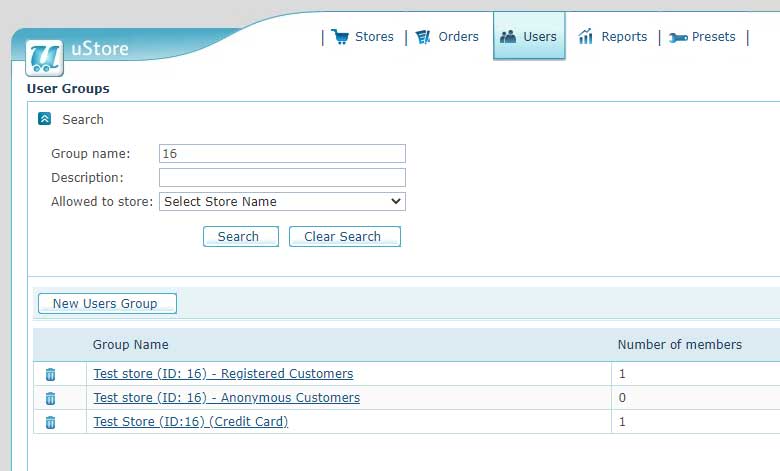 uStore
Stores | Orders | Users | Reports | Presets
User Groups
Search
Group name: 16
Description:
Allowed to store: Select Store Name
Search Clear Search
New Users Group
Group Name Number of members
Test store (ID: 16) - Registered Customers 1
Test store (ID: 16) - Anonymous Customers 0
Test Store (ID:16) (Credit Card) 1